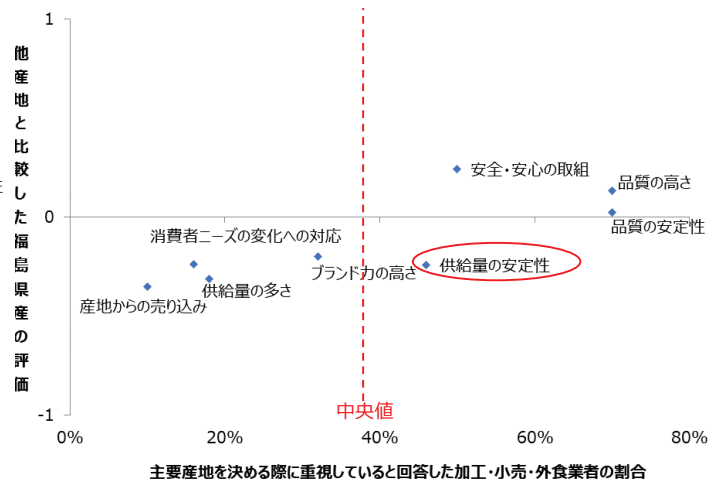 1
他産地と比較した福島県産の評価
安全・安心の取組
品質の高さ
0
品質の安定性
消費者ニーズの変化への対応
ブランド力の高さ
供給量の安定性
供給量の多さ
産地からの売り込み
-1
中央値
0%
20%
40%
60%
80%
主要産地を決める際に重視していると回答した加工・小売・外食業者の割合